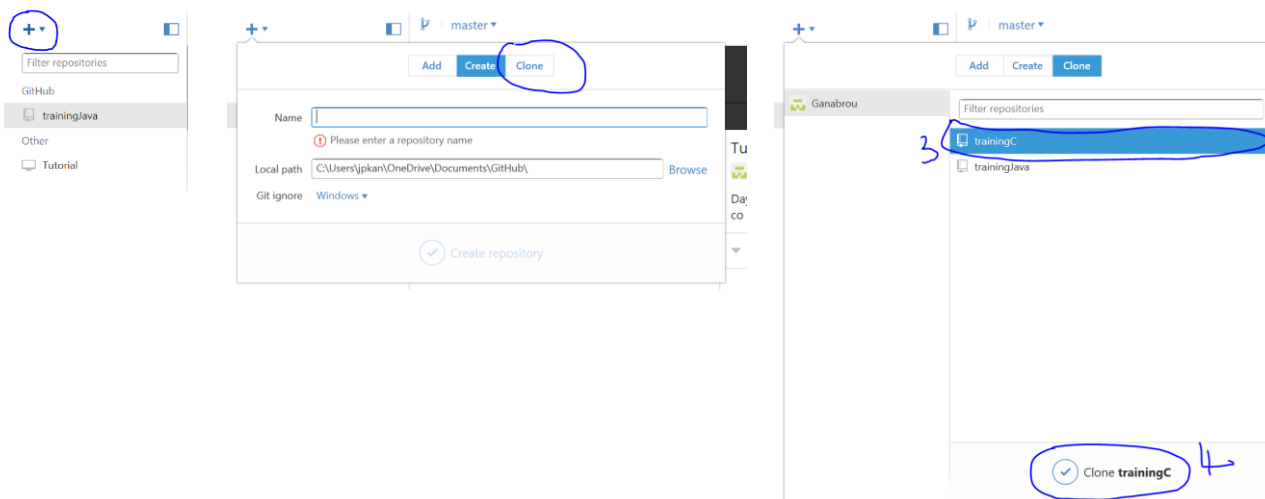 +
Filter repositories
GitHub
trainingJava
Other
Tutorial
+
master
Add Create Clone
Name
Please enter a repository name
Local path C:\Users\jpkan\OneDrive\Documents\GitHub\ Browse
Git ignore Windows
Create repository
Tu
Day
co
+
master
Add Create Clone
Ganabrou
Filter repositories
3 trainingC
trainingJava
Clone trainingC 4